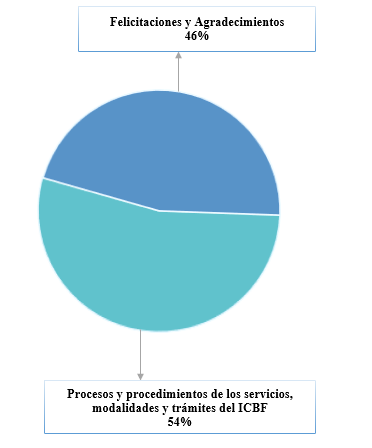 Felicitaciones y Agradecimientos
46%
Procesos y procedimientos de los servicios,
modalidades y trámites del ICBF
54%